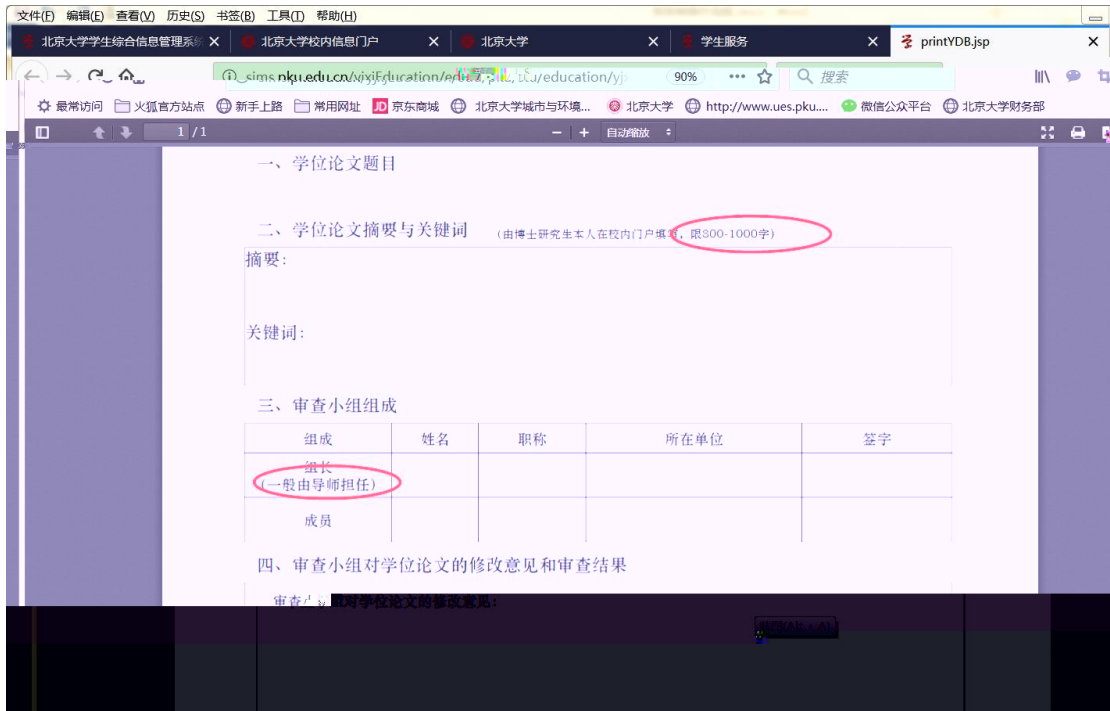 文件(F) 编辑(E) 查看(V) 历史(S) 书签(B) 工具(T) 帮助(H)
北京大学学生综合信息管理系统 北京大学校内信息门户 北京大学 学生服务 printYDB.jsp
sims.pku.edu.cn 90% 搜索
最常访问 火狐官方站点 新手上路 常用网址 JD 京东商城 北京大学城市与环境... 北京大学 http://www.ues.pku.... 微信公众平台 北京大学财务部
1 / 1 自动缩放
一、学位论文题目
二、学位论文摘要与关键词 (由博士研究生本人在校内门户填写,限800-1000字)
摘要:
关键词:
三、审查小组组成
组成 姓名 职称 所在单位 签字
组长
(一般由导师担任)
成员
四、审查小组对学位论文的修改意见和审查结果
审查小组对学位论文的修改意见: